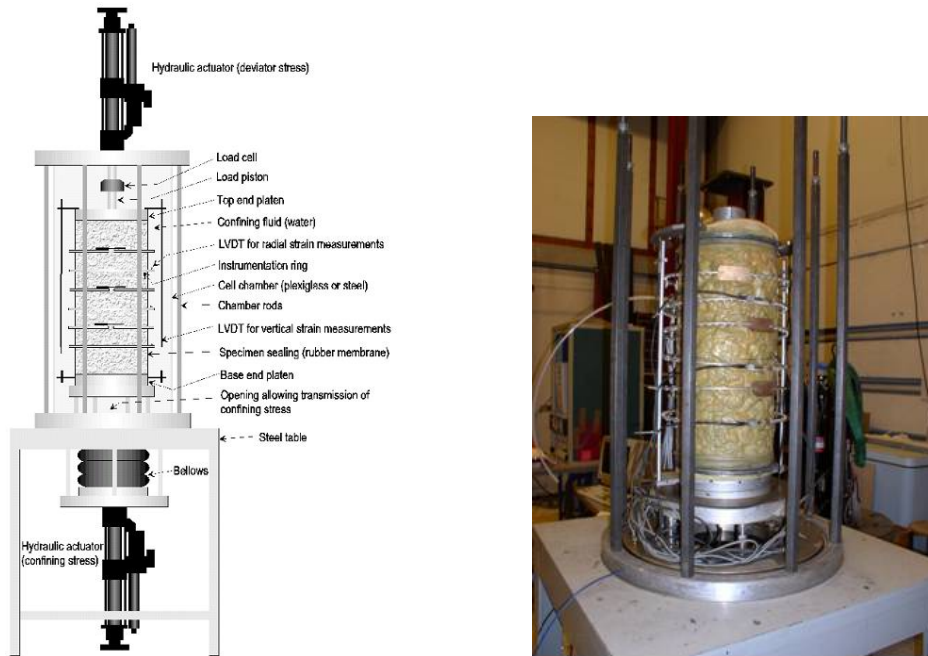 Hydraulic actuator (deviator stress)
Load cell
Load piston
Top end platen
Confining fluid (water)
LVDT for radial strain measurements
Instrumentation ring
Cell chamber (plexiglass or steel)
Chamber rods
LVDT for vertical strain measurements
Specimen sealing (rubber membrane)
Base end platen
Opening allowing transmission of
confining stress
Steel table
Bellows
Hydraulic actuator
(confining stress)